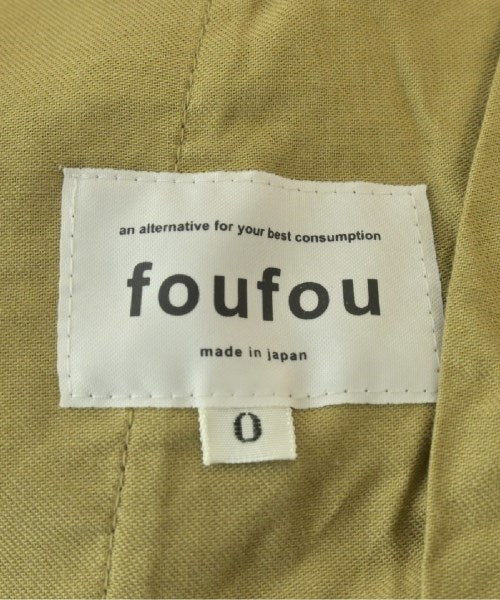 an alternative for your best consumption
foufou
made in japan
0